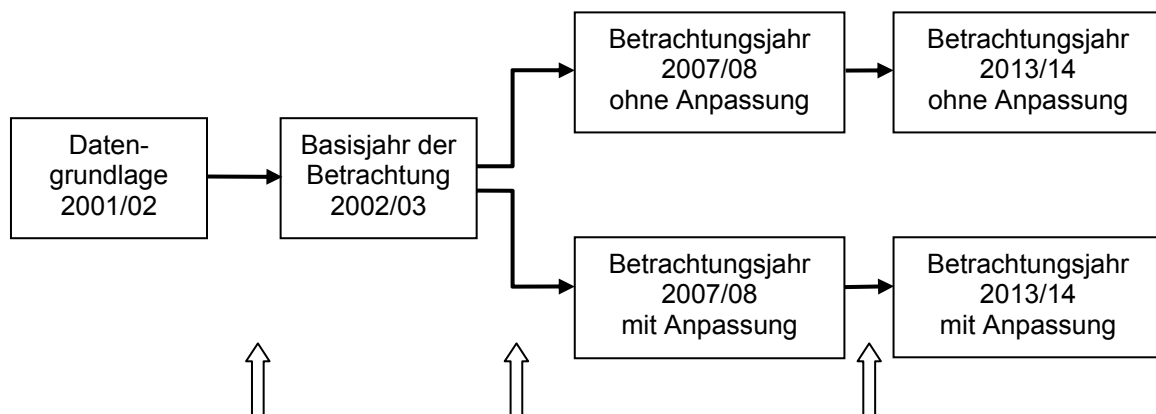 Daten-
grundlage
2001/02
Basisjahr der
Betrachtung
2002/03
Betrachtungsjahr
2007/08
ohne Anpassung
Betrachtungsjahr
2013/14
ohne Anpassung
Betrachtungsjahr
2007/08
mit Anpassung
Betrachtungsjahr
2013/14
mit Anpassung